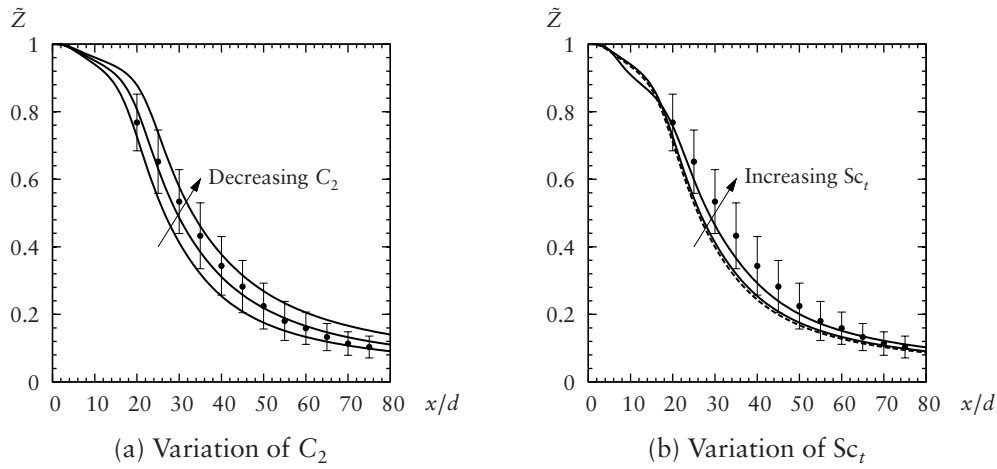 Z̃
1
0.8
0.6
0.4
0.2
0
0 10 20 30 40 50 60 70 80 x/d
Decreasing C₂
(a) Variation of C₂
Z̃
1
0.8
0.6
0.4
0.2
0
0 10 20 30 40 50 60 70 80 x/d
Increasing Scₜ
(b) Variation of Scₜ